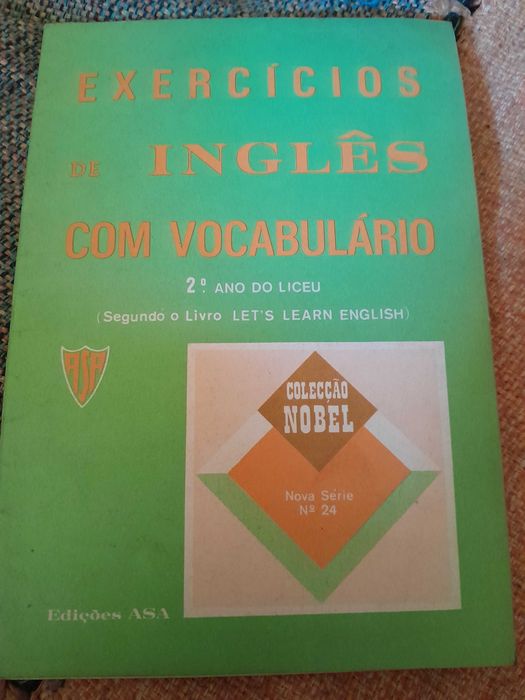 EXERCÍCIOS
DE INGLÊS
COM VOCABULÁRIO
2º. ANO DO LICEU
(Segundo o Livro LET'S LEARN ENGLISH)
ASA
COLECÇÃO
NOBEL
Nova Série
Nº 24
Edições ASA